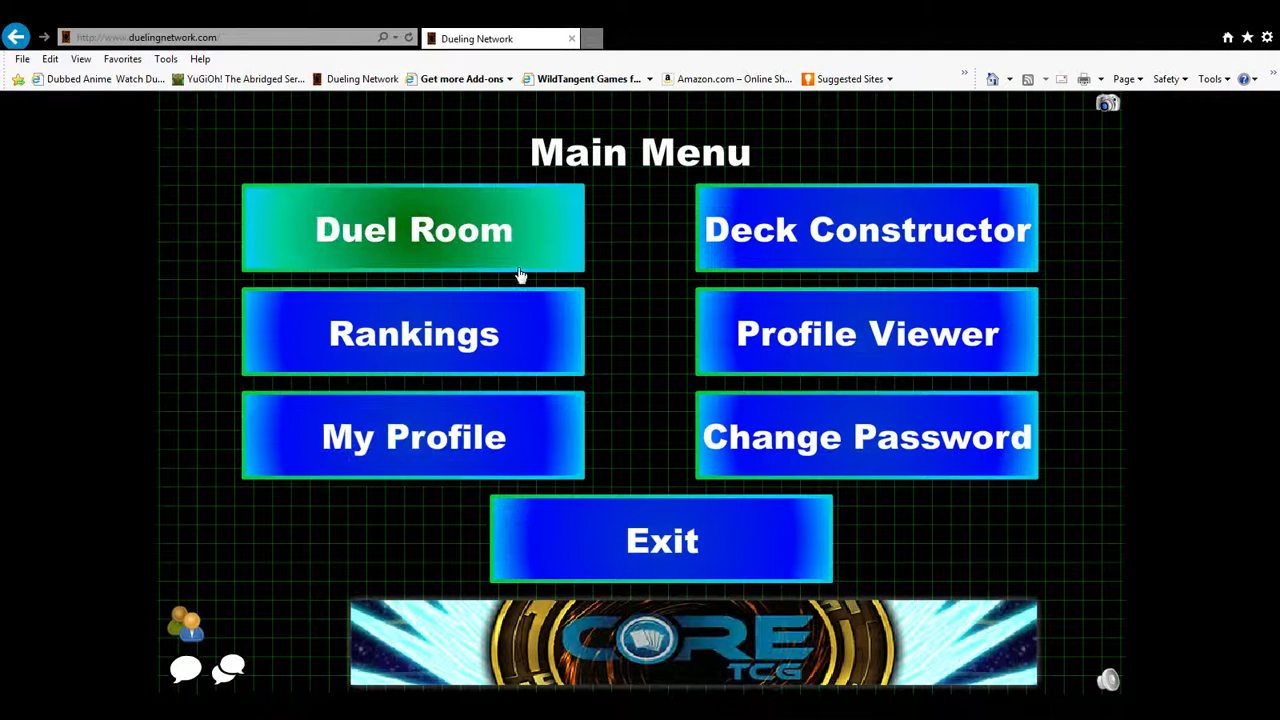 http://www.duelingnetwork.com/
Dueling Network
File Edit View Favorites Tools Help
Dubbed Anime Watch Du... YuGiOh! The Abridged Ser... Dueling Network Get more Add-ons WildTangent Games f... Amazon.com – Online Sh... Suggested Sites Page Safety Tools
Main Menu
Duel Room
Deck Constructor
Rankings
Profile Viewer
My Profile
Change Password
Exit
CORE
TCG